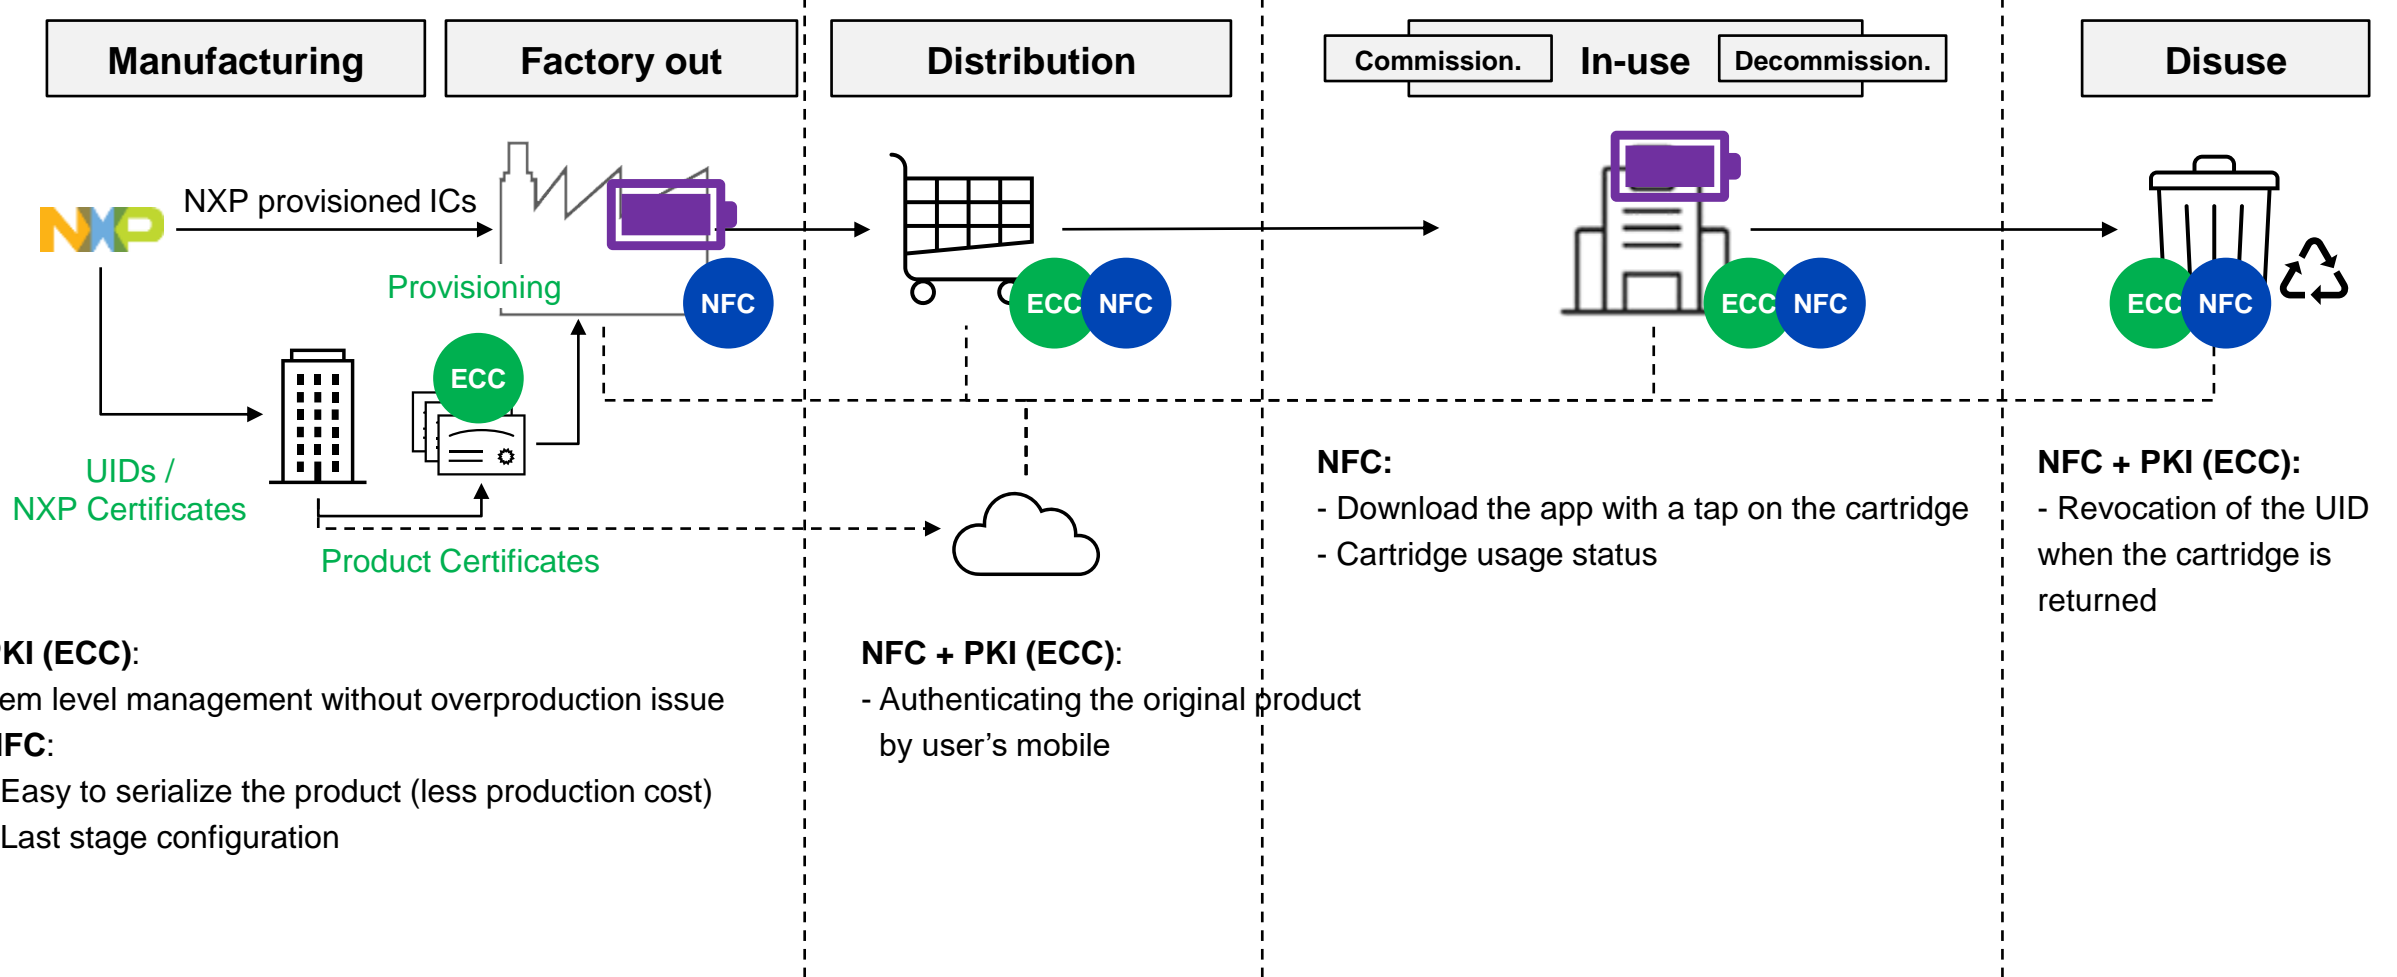 Manufacturing
Factory out
Distribution
Commission.
In-use
Decommission.
Disuse
NXP
NXP provisioned ICs
Provisioning
NFC
ECC
UIDs /
NXP Certificates
Product Certificates
ECC NFC
ECC NFC
ECC NFC
PKI (ECC):
em level management without overproduction issue
NFC:
Easy to serialize the product (less production cost)
Last stage configuration
NFC + PKI (ECC):
- Authenticating the original product
by user's mobile
NFC:
- Download the app with a tap on the cartridge
- Cartridge usage status
NFC + PKI (ECC):
- Revocation of the UID
when the cartridge is
returned